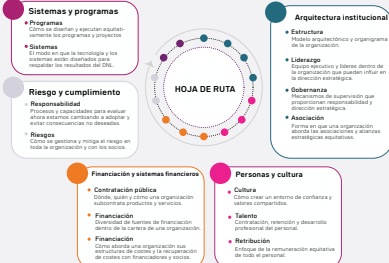 Sistemas y programas
Programas
Cómo se diseñan y ejecutan equitati-
vamente los programas y proyectos.
Sistemas
El modo en que la tecnología y los
sistemas están diseñados para
respaldar los resultados del DNL.
Riesgo y cumplimiento
Responsabilidad
Procesos y capacidades para evaluar
ahora estamos cambiando a adoptar y
evitar consecuencias no deseadas.
Riesgos
Cómo se gestiona y mitiga el riesgo en
toda la organización y con los socios.
HOJA DE RUTA
Arquitectura institucional
Estructura
Modelo arquitectónico y organigrama
de la organización.
Liderazgo
Equipo ejecutivo y líderes dentro de
la organización que pueden influir en
la dirección estratégica.
Gobernanza
Mecanismos de supervisión que
proporcionan responsabilidad y
dirección estratégica.
Asociación
Forma en que una organización
aborda las asociaciones y alianzas
estratégicas equitativas.
Financiación y sistemas financieros
Contratación pública
Dónde, quién y cómo una organización
subcontrata productos y servicios.
Financiación
Diversidad de fuentes de financiación
dentro de la cartera de una organización.
Financiación
Cómo aborda una organización sus
estructuras de costes y la recuperación
de costes con financiadores y socios.
Personas y cultura
Cultura
Cómo crear un entorno de confianza y
valores compartidos.
Talento
Contratación, retención y desarrollo
profesional del personal.
Retribución
Enfoque de la remuneración equitativa
de todo el personal.